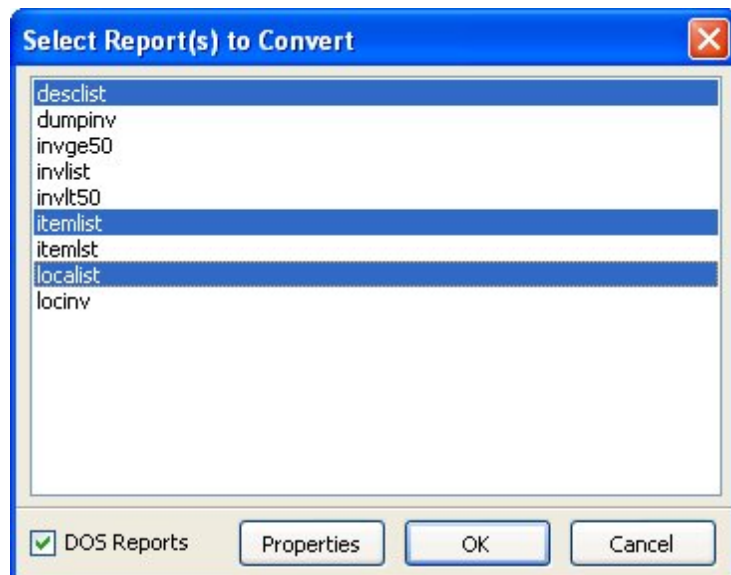 Select Report(s) to Convert
desclist
dumpinv
invge50
invlist
invlt50
itemlist
itemlst
localist
locinv
DOS Reports Properties OK Cancel